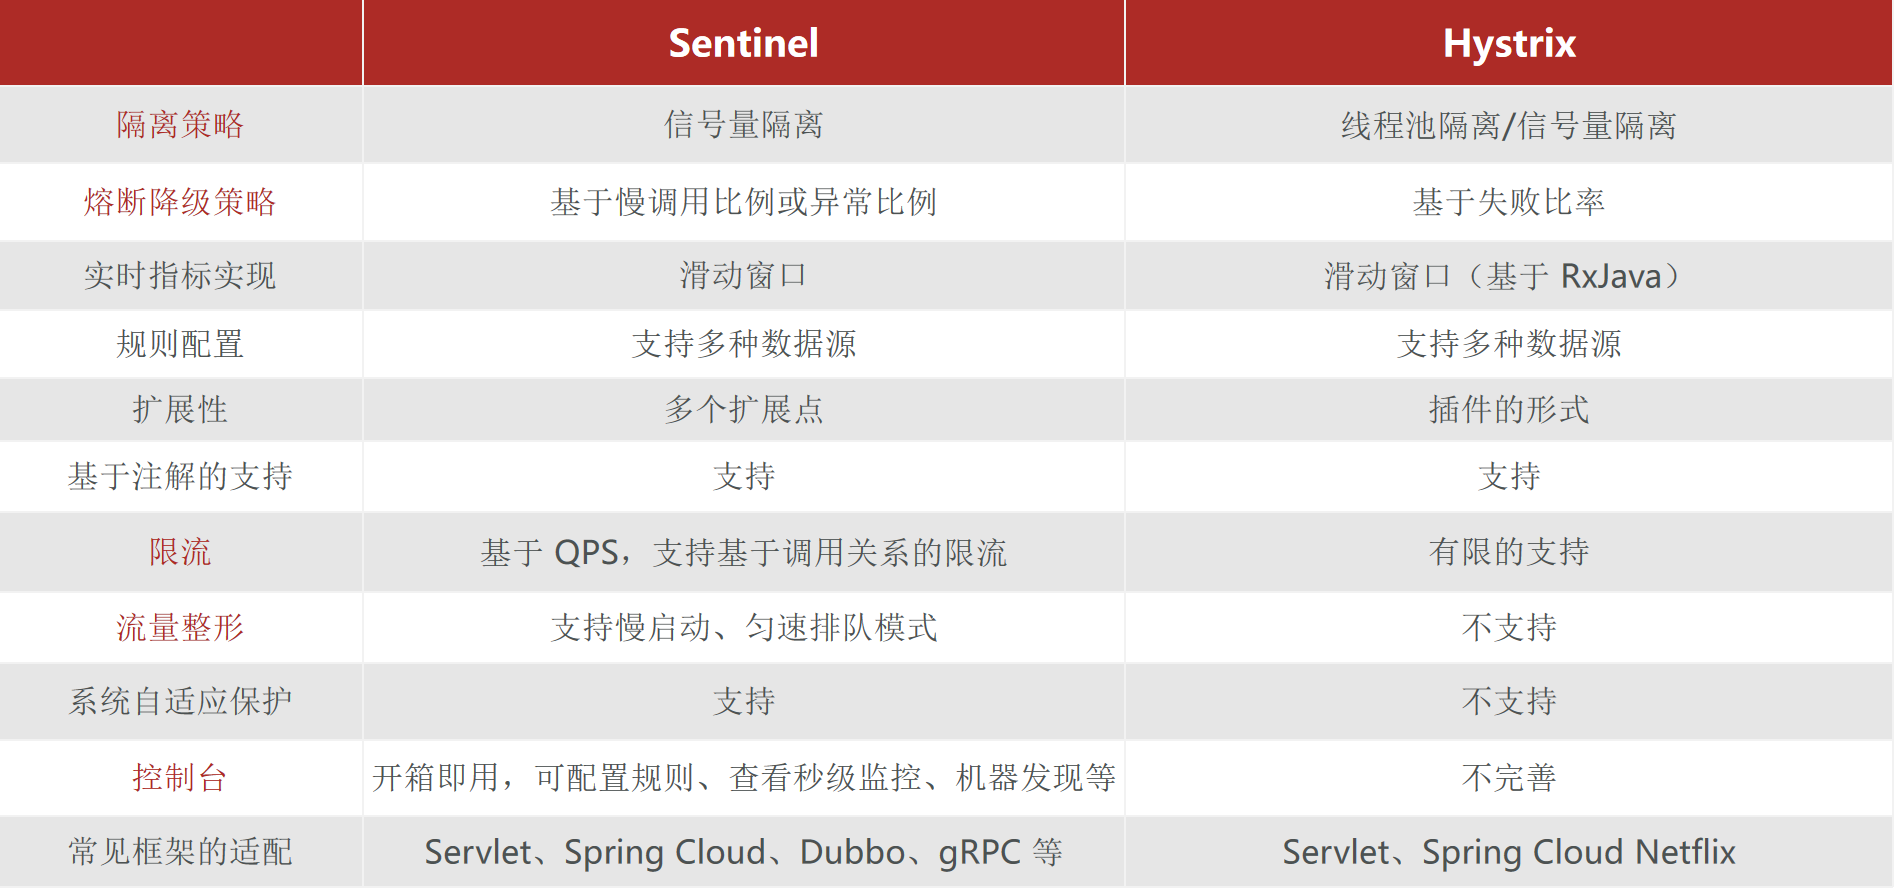 Sentinel Hystrix
隔离策略 信号量隔离 线程池隔离/信号量隔离
熔断降级策略 基于慢调用比例或异常比例 基于失败比率
实时指标实现 滑动窗口 滑动窗口（基于 RxJava）
规则配置 支持多种数据源 支持多种数据源
扩展性 多个扩展点 插件的形式
基于注解的支持 支持 支持
限流 基于 QPS，支持基于调用关系的限流 有限的支持
流量整形 支持慢启动、匀速排队模式 不支持
系统自适应保护 支持 不支持
控制台 开箱即用，可配置规则、查看秒级监控、机器发现等 不完善
常见框架的适配 Servlet、Spring Cloud、Dubbo、gRPC 等 Servlet、Spring Cloud Netflix